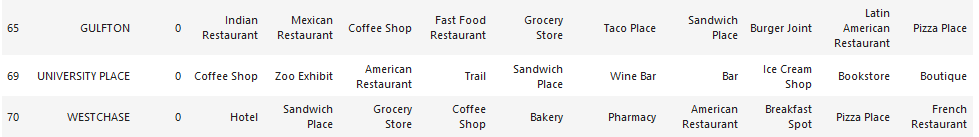 65 GULFTON 0 Indian Restaurant Mexican Restaurant Coffee Shop Fast Food Restaurant Grocery Store Taco Place Sandwich Place Burger Joint Latin American Restaurant Pizza Place
69 UNIVERSITY PLACE 0 Coffee Shop Zoo Exhibit American Restaurant Trail Sandwich Place Wine Bar Bar Ice Cream Shop Bookstore Boutique
70 WESTCHASE 0 Hotel Sandwich Place Grocery Store Coffee Shop Bakery Pharmacy American Restaurant Breakfast Spot Pizza Place French Restaurant